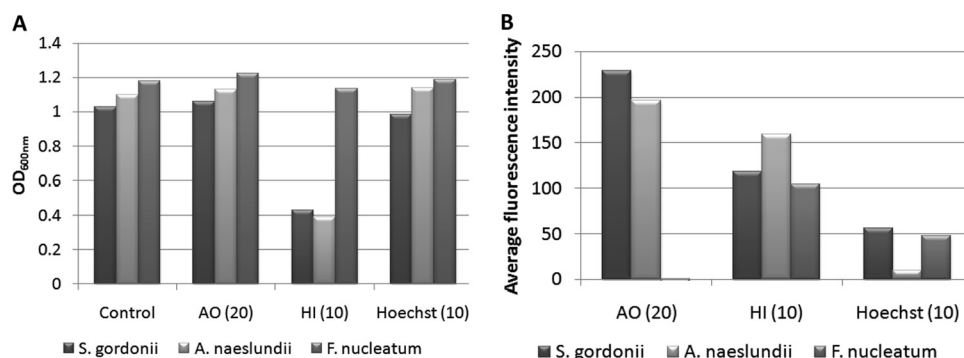 A
1.4
1.2
1
0.8
0.6
0.4
0.2
0
OD600nm
Control AO (20) HI (10) Hoechst (10)
S. gordonii A. naeslundii F. nucleatum
B
250
200
150
100
50
0
Average fluorescence intensity
AO (20) HI (10) Hoechst (10)
S. gordonii A. naeslundii F. nucleatum